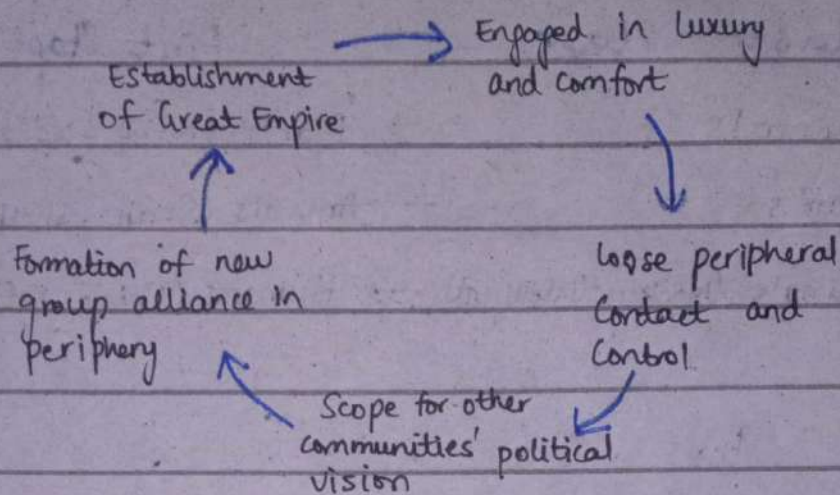 Establishment
of Great Empire
Engaged in luxury
and comfort
Loose peripheral
Contact and
Control
Scope for other
communities' political
vision
Formation of new
group alliance in
periphery